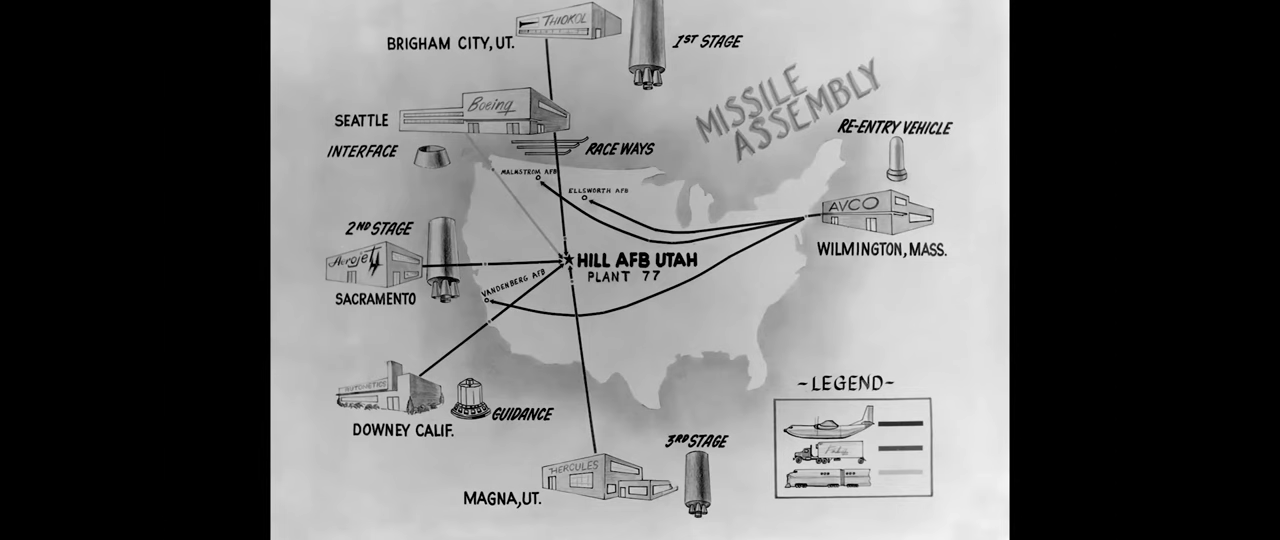 THIOKOL
BRIGHAM CITY, UT.
1ST STAGE
MISSILE
ASSEMBLY
Boeing
SEATTLE
INTERFACE
RACE WAYS
RE-ENTRY VEHICLE
MALMSTROM AFB
ELLSWORTH AFB
AVCO
WILMINGTON, MASS.
2ND STAGE
Aerojet
SACRAMENTO
HILL AFB UTAH
PLANT 77
VANDENBERG AFB
AUTONETICS
GUIDANCE
DOWNEY CALIF.
-LEGEND-
3RD STAGE
HERCULES
MAGNA, UT.